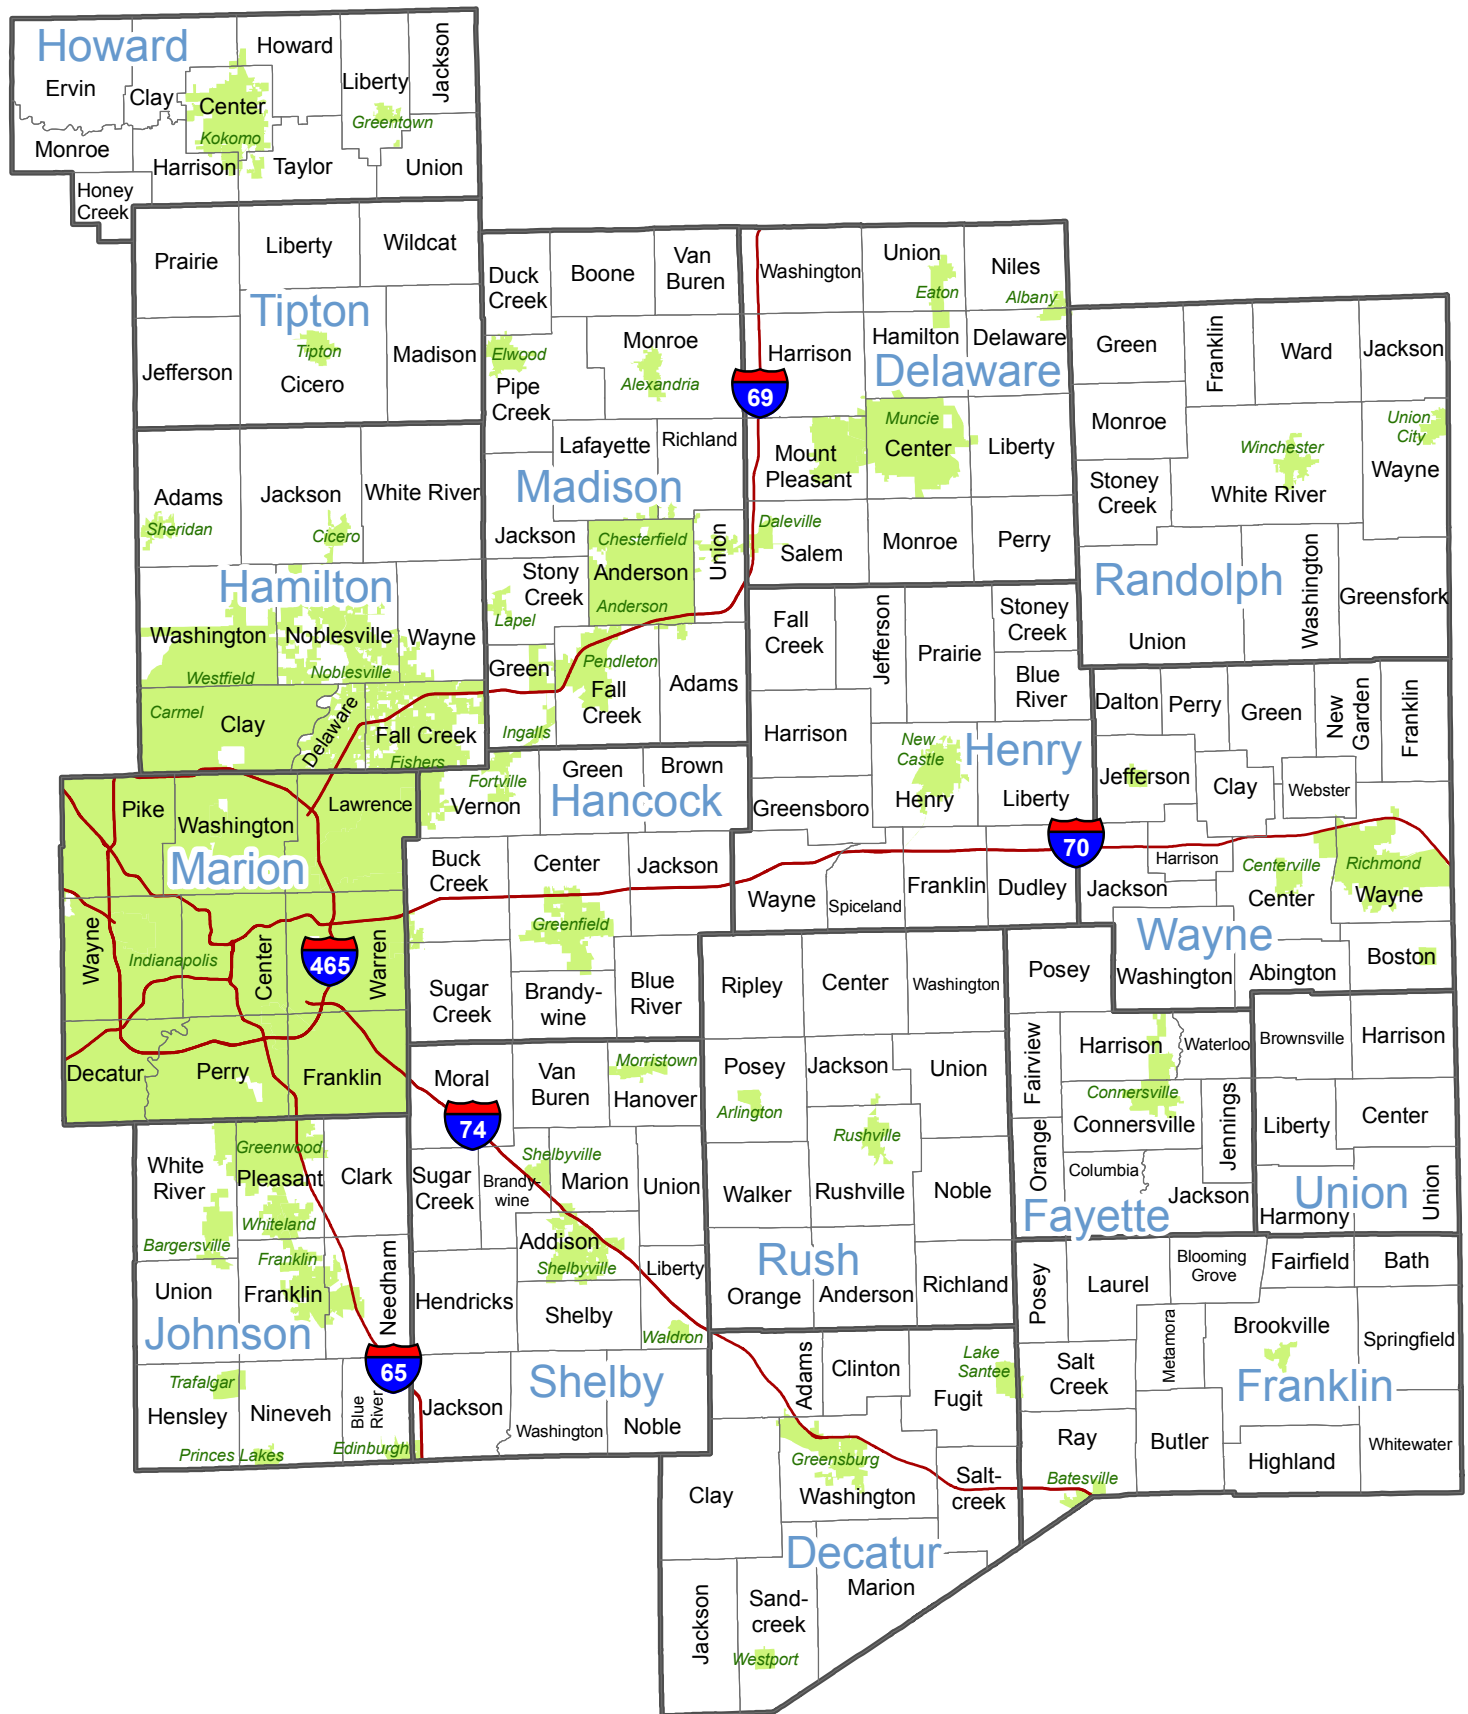 Howard
Howard
Jackson
Ervin
Clay
Center
Liberty
Greentown
Kokomo
Monroe
Harrison
Taylor
Union
Honey
Creek
Prairie
Liberty
Wildcat
Tipton
Tipton
Jefferson
Cicero
Madison
Duck
Creek
Boone
Van
Buren
Elwood
Monroe
Alexandria
Pipe
Creek
Lafayette
Richland
Madison
Jackson
Chesterfield
Union
Stony
Creek
Anderson
Anderson
Lapel
Green
Pendleton
Fall
Creek
Adams
Ingalls
Washington
Union
Niles
Eaton
Albany
Harrison
Hamilton
Delaware
Delaware
69
Muncie
Mount
Pleasant
Center
Liberty
Daleville
Salem
Monroe
Perry
Green
Franklin
Ward
Jackson
Monroe
Union
City
Winchester
Stoney
Creek
White River
Wayne
Randolph
Washington
Greensfork
Union
Adams
Jackson
White River
Sheridan
Cicero
Hamilton
Washington
Noblesville
Wayne
Westfield
Noblesville
Carmel
Clay
Delaware
Fall Creek
Fishers
Pike
Washington
Lawrence
Marion
Wayne
Indianapolis
Center
465
Warren
Decatur
Perry
Franklin
Fortville
Vernon
Green
Brown
Hancock
Buck
Creek
Center
Jackson
Greenfield
Sugar
Creek
Brandy-
wine
Blue
River
Fall
Creek
Jefferson
Prairie
Stoney
Creek
Blue
River
Harrison
New
Castle
Henry
Greensboro
Henry
Liberty
Wayne
Spiceland
Franklin
Dudley
70
Dalton
Perry
Green
New
Garden
Franklin
Jefferson
Clay
Webster
Harrison
Centerville
Richmond
Jackson
Center
Wayne
Wayne
Washington
Abington
Boston
Moral
Van
Buren
Morristown
Hanover
74
Shelbyville
Sugar
Creek
Brandy-
wine
Marion
Union
Addison
Shelbyville
Liberty
Hendricks
Shelby
Waldron
Shelby
Jackson
Washington
Noble
White
River
Greenwood
Pleasant
Clark
Whiteland
Bargersville
Franklin
Union
Franklin
Needham
Johnson
65
Trafalgar
Hensley
Nineveh
Blue
River
Princes Lakes
Edinburgh
Ripley
Center
Washington
Posey
Jackson
Union
Arlington
Rushville
Walker
Rushville
Noble
Rush
Orange
Anderson
Richland
Posey
Fairview
Harrison
Waterloo
Connersville
Connersville
Orange
Columbia
Jennings
Jackson
Fayette
Brownsville
Harrison
Liberty
Center
Union
Harmony
Union
Posey
Laurel
Blooming
Grove
Fairfield
Bath
Metamora
Brookville
Springfield
Salt
Creek
Franklin
Ray
Butler
Highland
Whitewater
Batesville
Adams
Clinton
Lake
Santee
Fugit
Greensburg
Clay
Washington
Salt-
creek
Decatur
Marion
Jackson
Sand-
creek
Westport